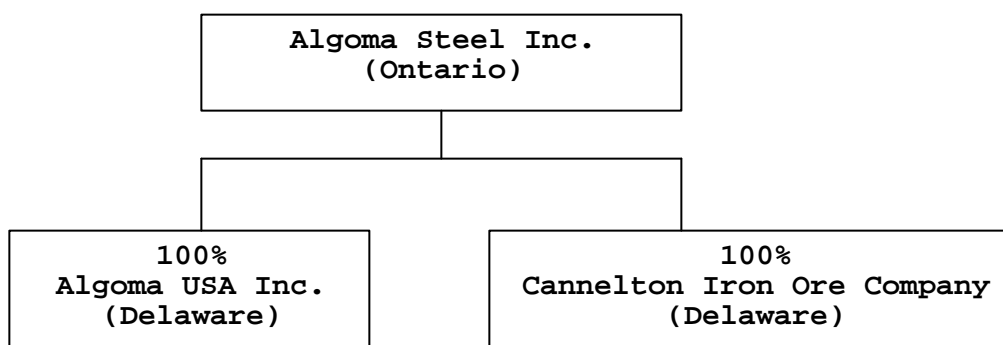 Algoma Steel Inc.
(Ontario)
100%
Algoma USA Inc.
(Delaware)
100%
Cannelton Iron Ore Company
(Delaware)